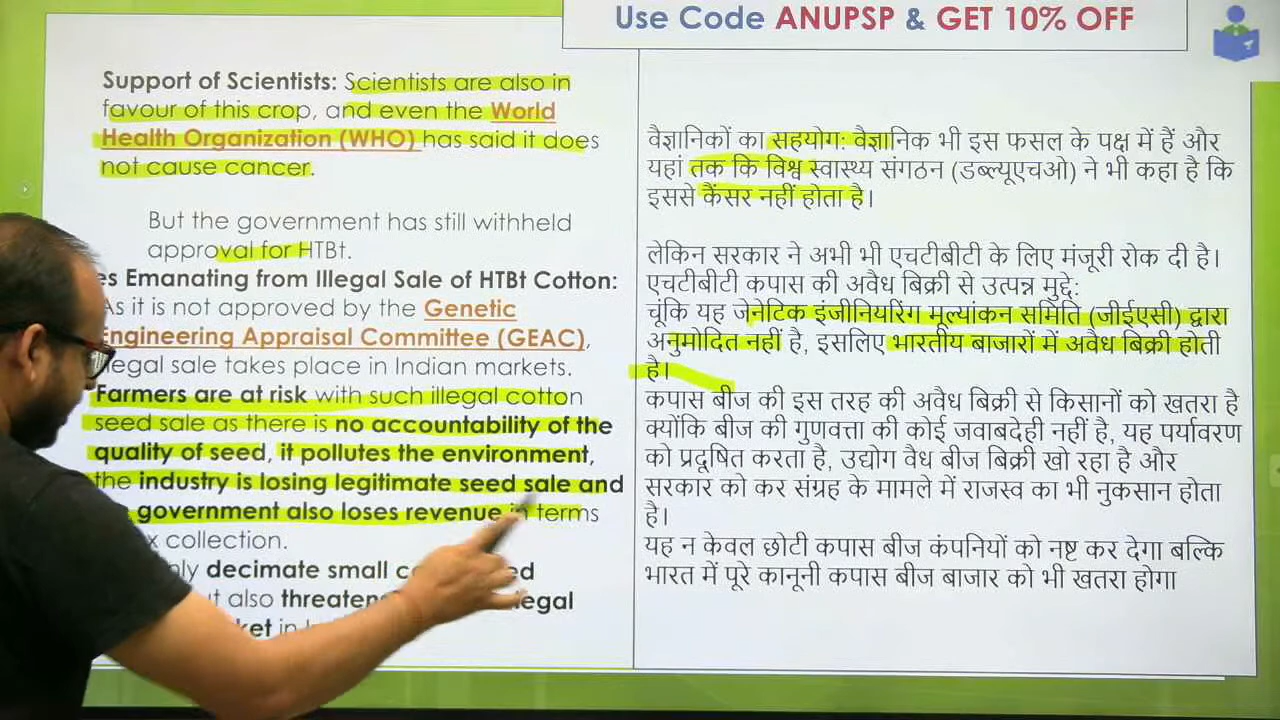 Use Code ANUPSP & GET 10% OFF
Support of Scientists: Scientists are also in
favour of this crop, and even the World
Health Organization (WHO) has said it does
not cause cancer.
But the government has still withheld
approval for HTBt.
es Emanating from Illegal Sale of HTBt Cotton:
As it is not approved by the Genetic
Engineering Appraisal Committee (GEAC),
illegal sale takes place in Indian markets.
Farmers are at risk with such illegal cotton
seed sale as there is no accountability of the
quality of seed, it pollutes the environment,
the industry is losing legitimate seed sale and
government also loses revenue in terms
x collection.
decimate small
also
legal
in
वैज्ञानिकों का सहयोग: वैज्ञानिक भी इस फसल के पक्ष में हैं और
यहां तक कि विश्व स्वास्थ्य संगठन (डब्ल्यूएचओ) ने भी कहा है कि
इससे कैंसर नहीं होता है।
लेकिन सरकार ने अभी भी एचटीबीटी के लिए मंजूरी रोक दी है।
एचटीबीटी कपास की अवैध बिक्री से उत्पन्न मुद्दे:
चूंकि यह जेनेटिक इंजीनियरिंग मूल्यांकन समिति (जीईएसी) द्वारा
अनुमोदित नहीं है, इसलिए भारतीय बाजारों में अवैध बिक्री होती
है।
कपास बीज की इस तरह की अवैध बिक्री से किसानों को खतरा है
क्योंकि बीज की गुणवत्ता की कोई जवाबदेही नहीं है, यह पर्यावरण
को प्रदूषित करता है, उद्योग वैध बीज बिक्री खो रहा है और
सरकार को कर संग्रह के मामले में राजस्व का भी नुकसान होता
है।
यह न केवल छोटी कपास बीज कंपनियों को नष्ट कर देगा बल्कि
भारत में पूरे कानूनी कपास बीज बाजार को भी खतरा होगा